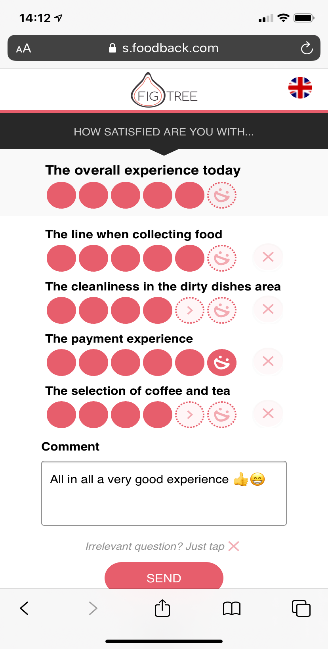 14:12
AA
s.foodback.com
FIG TREE
HOW SATISFIED ARE YOU WITH...
The overall experience today
The line when collecting food
The cleanliness in the dirty dishes area
The payment experience
The selection of coffee and tea
Comment
All in all a very good experience 👍😁
Irrelevant question? Just tap ×
SEND